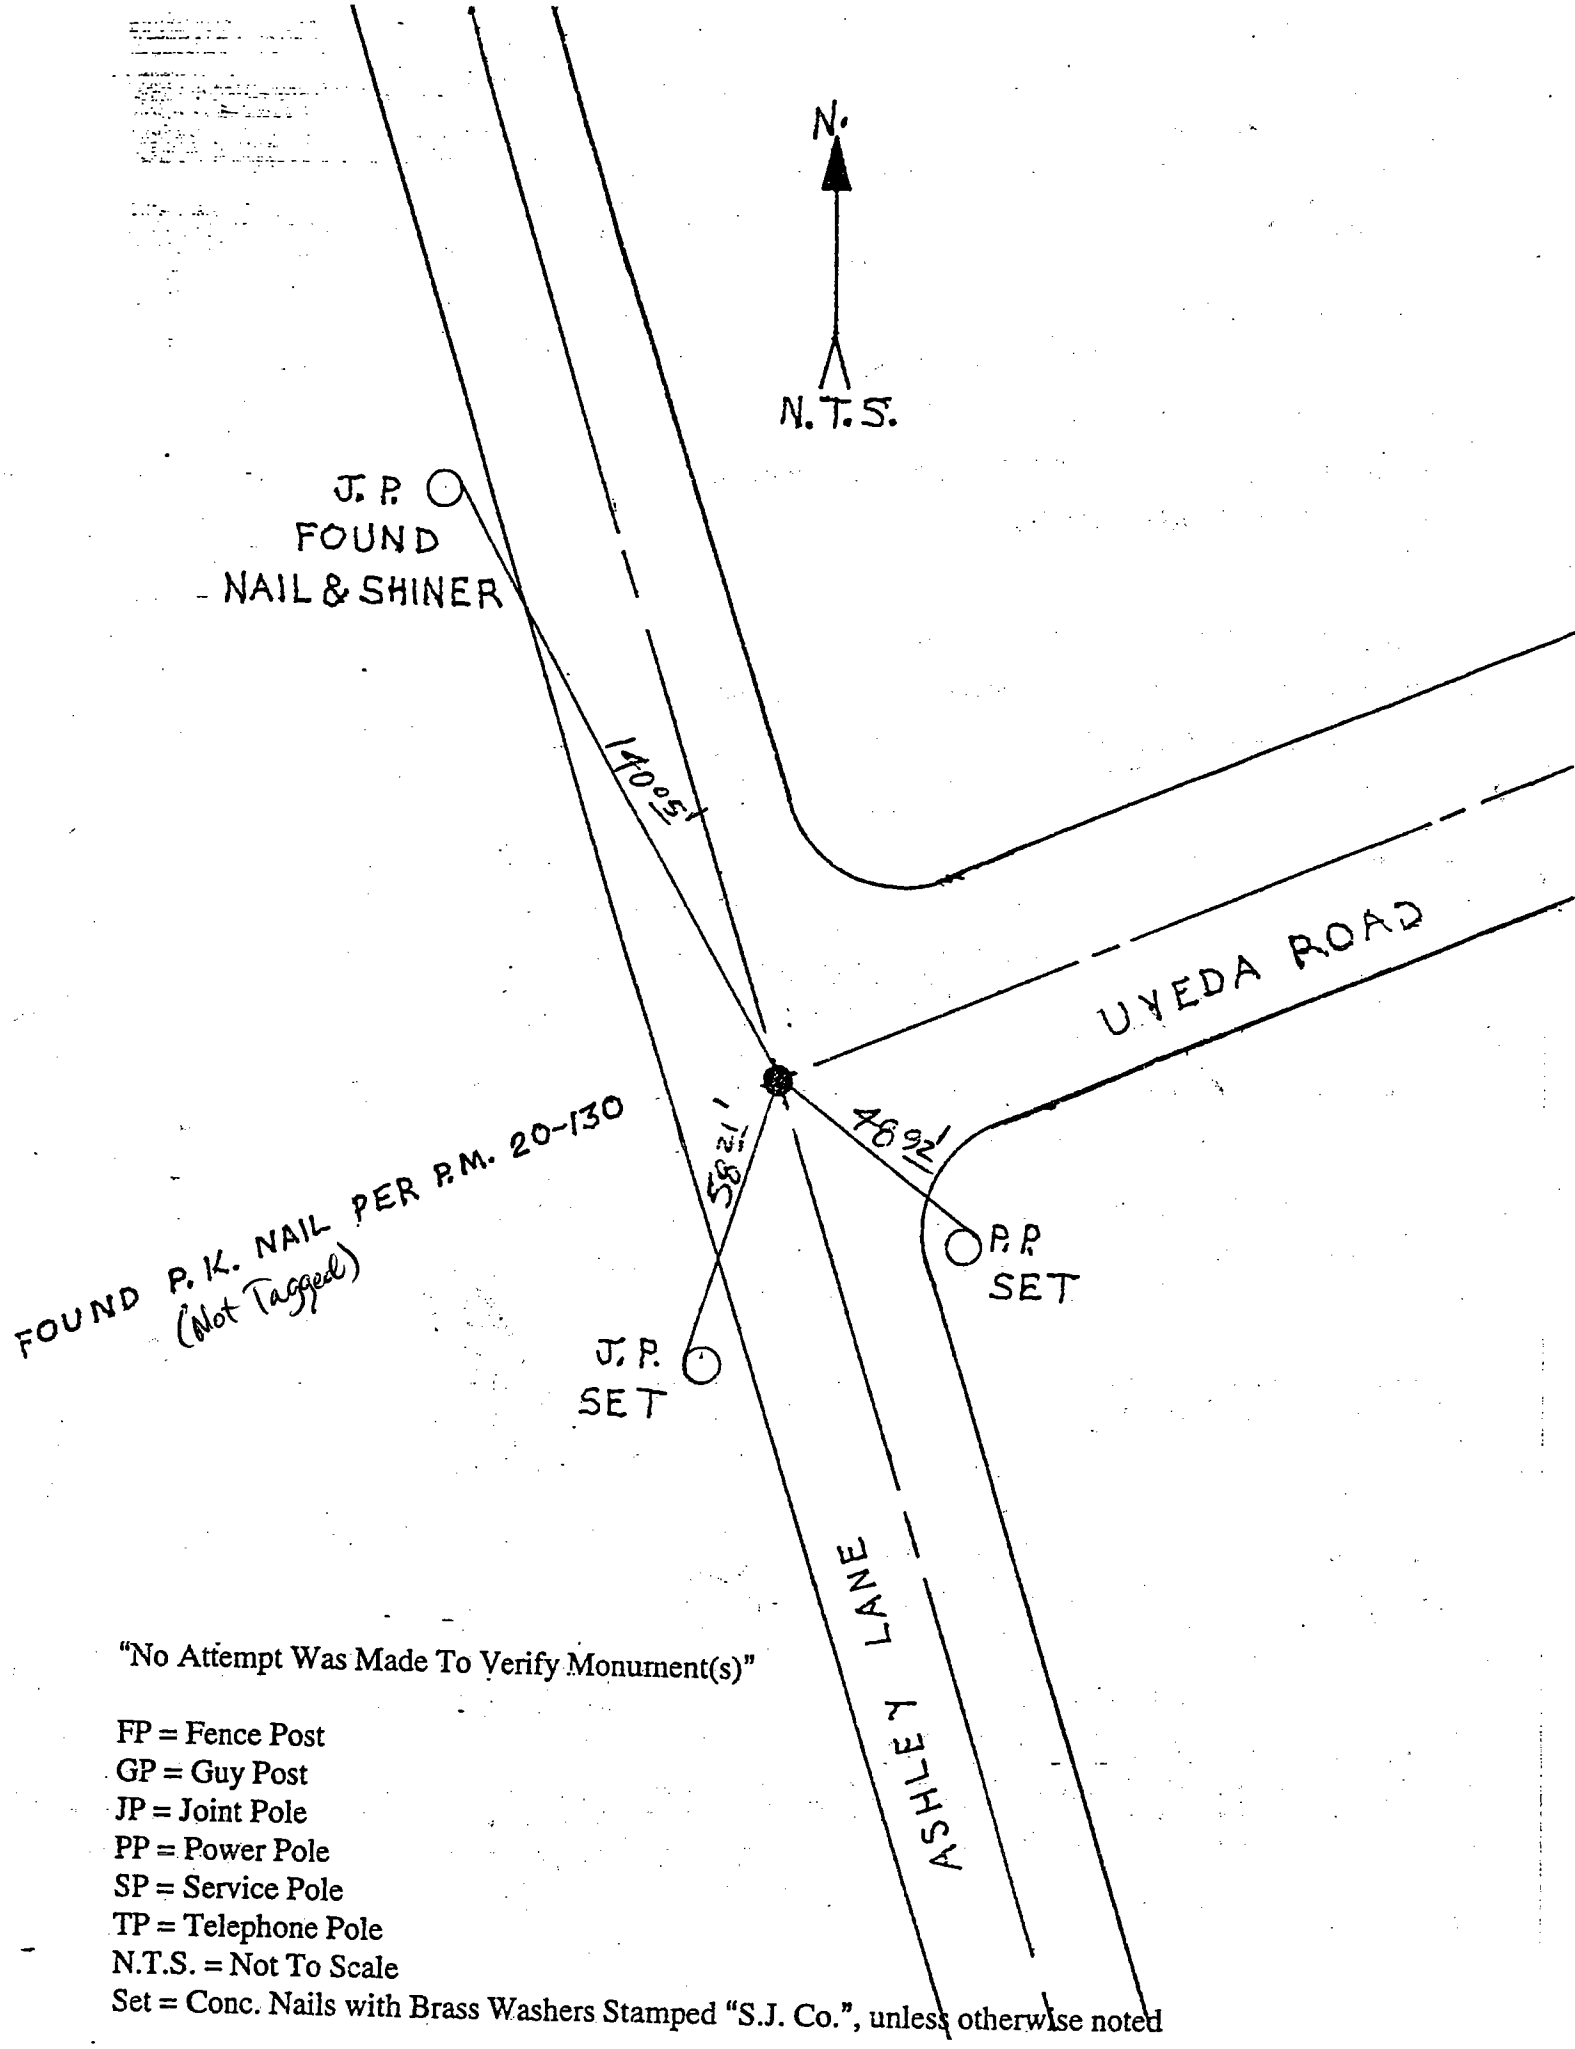 N.
N.T.S.
J.P.
FOUND
NAIL & SHINER
140.05'
UYEDA ROAD
FOUND P.K. NAIL PER P.M. 20-130
(Not Tagged)
58.21'
48.92'
P.P.
SET
J.P.
SET
ASHLEY LANE
“No Attempt Was Made To Verify Monument(s)”
FP = Fence Post
GP = Guy Post
JP = Joint Pole
PP = Power Pole
SP = Service Pole
TP = Telephone Pole
N.T.S. = Not To Scale
Set = Conc. Nails with Brass Washers Stamped “S.J. Co.”, unless otherwise noted